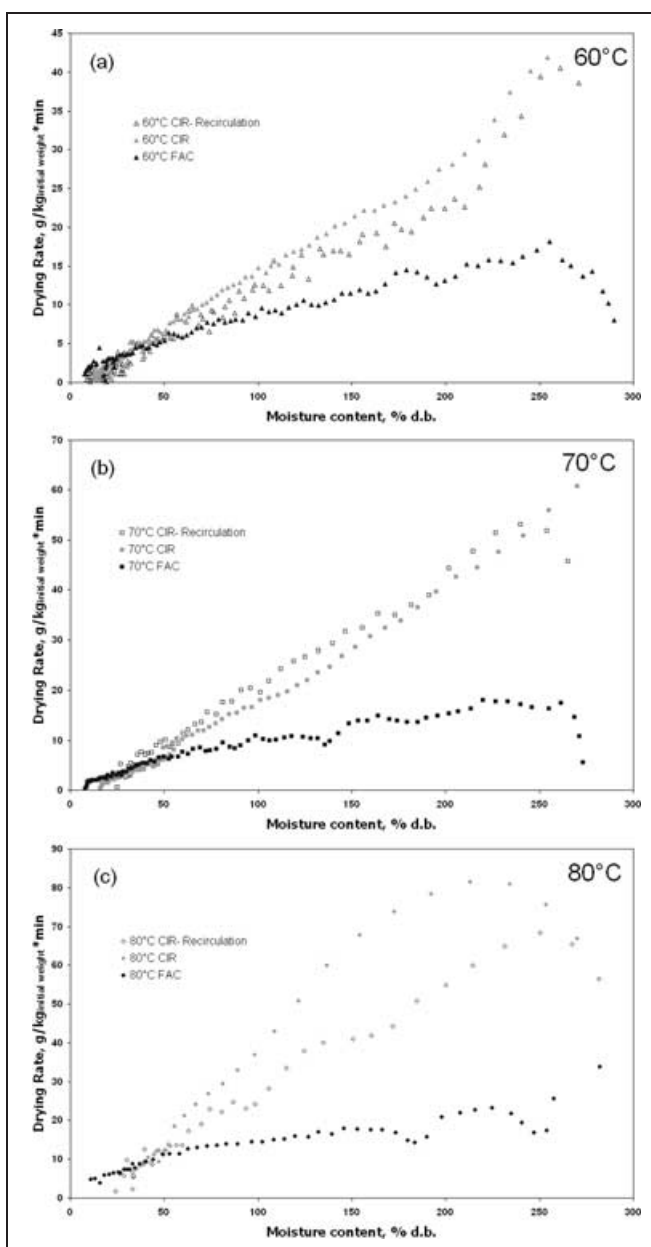 (a)
60°C
Drying Rate, g/kginitial weight *min
45
40
35
30
25
20
15
10
5
0
60°C CIR- Recirculation
60°C CIR
60°C FAC
0 50 100 150 200 250 300
Moisture content, % d.b.
(b)
70°C
Drying Rate, g/kginitial weight *min
70
60
50
40
30
20
10
0
70°C CIR- Recirculation
70°C CIR
70°C FAC
0 50 100 150 200 250 300
Moisture content, % d.b.
(c)
80°C
Drying Rate, g/kginitial weight *min
90
80
70
60
50
40
30
20
10
0
80°C CIR- Recirculation
80°C CIR
80°C FAC
0 50 100 150 200 250 300
Moisture content, % d.b.